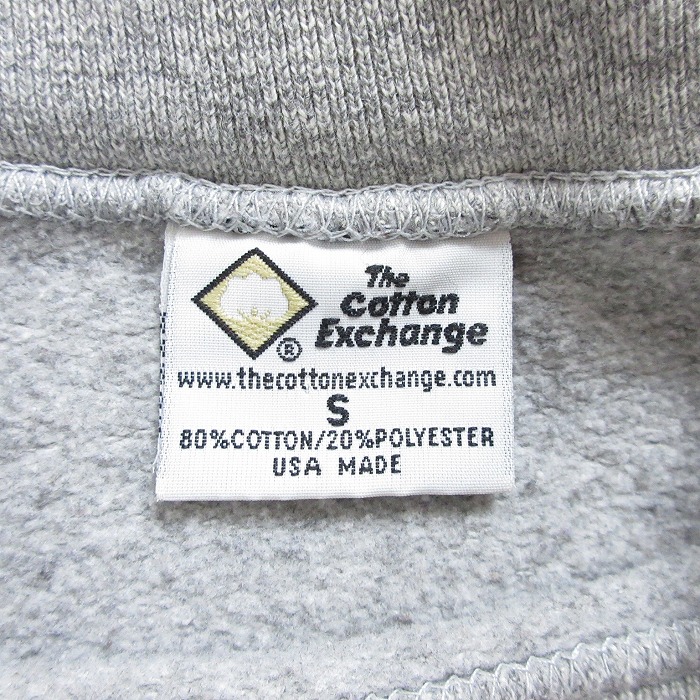 The
Cotton
Exchange
®
www.thecottonexchange.com
S
80%COTTON/20%POLYESTER
USA MADE